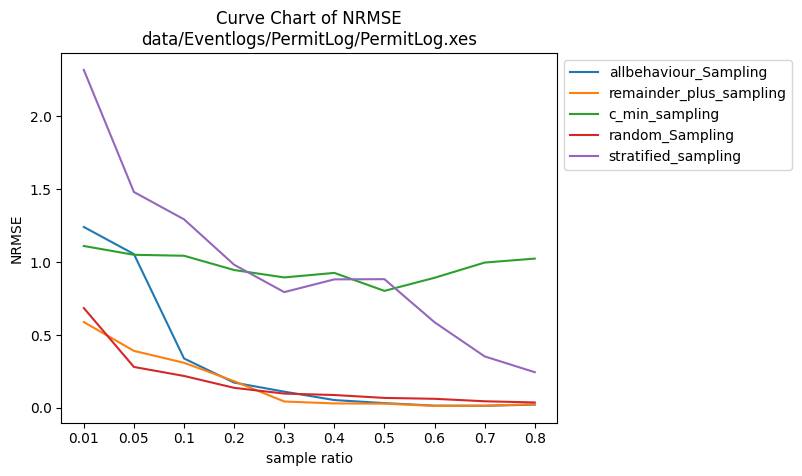 Curve Chart of NRMSE
data/Eventlogs/PermitLog/PermitLog.xes
allbehaviour_Sampling
remainder_plus_sampling
c_min_sampling
random_Sampling
stratified_sampling
NRMSE
2.0
1.5
1.0
0.5
0.0
0.01 0.05 0.1 0.2 0.3 0.4 0.5 0.6 0.7 0.8
sample ratio